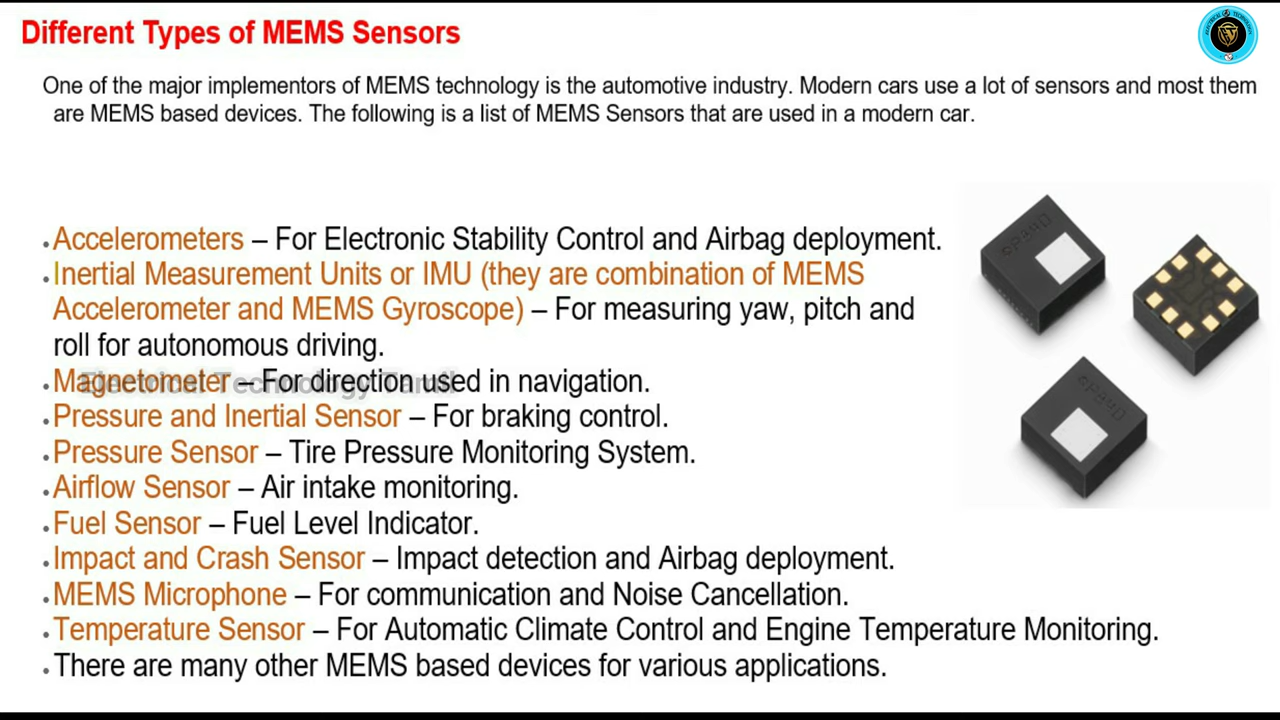 Different Types of MEMS Sensors
One of the major implementors of MEMS technology is the automotive industry. Modern cars use a lot of sensors and most them
are MEMS based devices. The following is a list of MEMS Sensors that are used in a modern car.
•Accelerometers – For Electronic Stability Control and Airbag deployment.
•Inertial Measurement Units or IMU (they are combination of MEMS
Accelerometer and MEMS Gyroscope) – For measuring yaw, pitch and
roll for autonomous driving.
•Magnetometer – For direction used in navigation.
Electrical Technology Tamil
•Pressure and Inertial Sensor – For braking control.
•Pressure Sensor – Tire Pressure Monitoring System.
•Airflow Sensor – Air intake monitoring.
•Fuel Sensor – Fuel Level Indicator.
•Impact and Crash Sensor – Impact detection and Airbag deployment.
•MEMS Microphone – For communication and Noise Cancellation.
•Temperature Sensor – For Automatic Climate Control and Engine Temperature Monitoring.
•There are many other MEMS based devices for various applications.